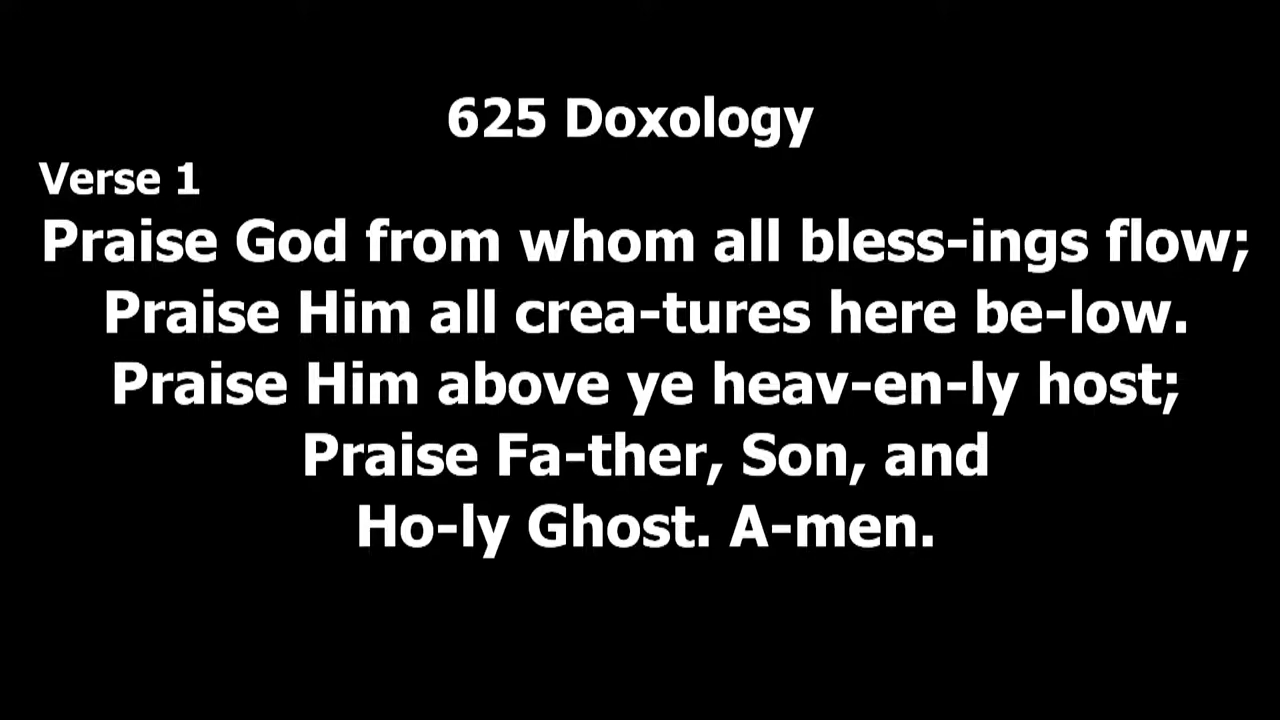 625 Doxology
Verse 1
Praise God from whom all bless-ings flow;
Praise Him all crea-tures here be-low.
Praise Him above ye heav-en-ly host;
Praise Fa-ther, Son, and
Ho-ly Ghost. A-men.